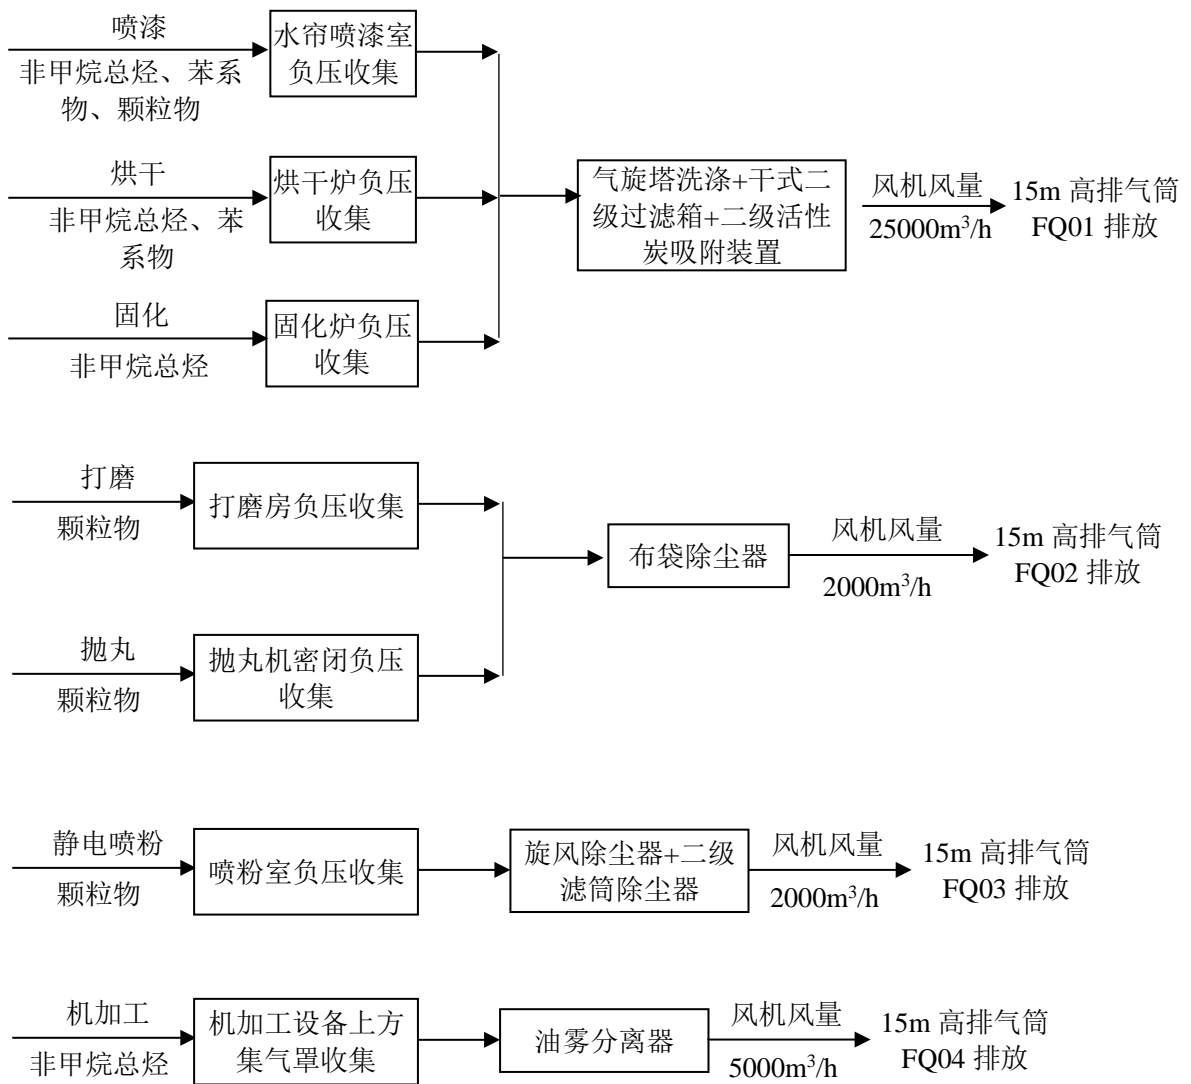 喷漆
非甲烷总烃、苯系
物、颗粒物
水帘喷漆室
负压收集
烘干
非甲烷总烃、苯
系物
烘干炉负压
收集
固化
非甲烷总烃
固化炉负压
收集
气旋塔洗涤+干式二
级过滤箱+二级活性
炭吸附装置
风机风量
25000m³/h
15m 高排气筒
FQ01 排放
打磨
颗粒物
打磨房负压收集
抛丸
颗粒物
抛丸机密闭负压
收集
布袋除尘器
风机风量
2000m³/h
15m 高排气筒
FQ02 排放
静电喷粉
颗粒物
喷粉室负压收集
旋风除尘器+二级
滤筒除尘器
风机风量
2000m³/h
15m 高排气筒
FQ03 排放
机加工
非甲烷总烃
机加工设备上方
集气罩收集
油雾分离器
风机风量
5000m³/h
15m 高排气筒
FQ04 排放